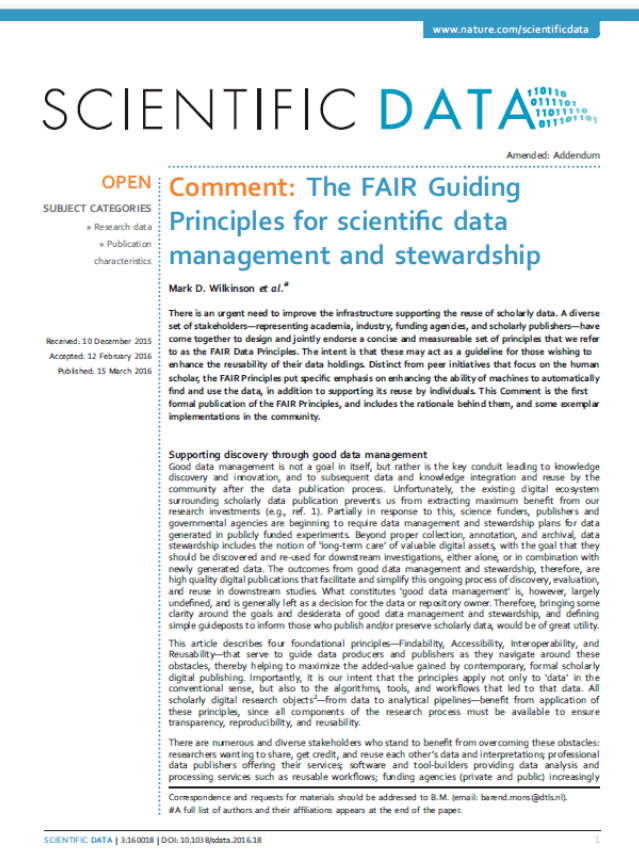 www.nature.com/scientificdata
SCIENTIFIC DATA
110110
0111101
11011110
011101101
Amended: Addendum
OPEN
SUBJECT CATEGORIES
» Research data
» Publication
characteristics
Received: 10 December 2015
Accepted: 12 February 2016
Published: 15 March 2016
Comment: The FAIR Guiding
Principles for scientific data
management and stewardship
Mark D. Wilkinson et al.#
There is an urgent need to improve the infrastructure supporting the reuse of scholarly data. A diverse
set of stakeholders—representing academia, industry, funding agencies, and scholarly publishers—have
come together to design and jointly endorse a concise and measureable set of principles that we refer
to as the FAIR Data Principles. The intent is that these may act as a guideline for those wishing to
enhance the reusability of their data holdings. Distinct from peer initiatives that focus on the human
scholar, the FAIR Principles put specific emphasis on enhancing the ability of machines to automatically
find and use the data, in addition to supporting its reuse by individuals. This Comment is the first
formal publication of the FAIR Principles, and includes the rationale behind them, and some exemplar
implementations in the community.
Supporting discovery through good data management
Good data management is not a goal in itself, but rather is the key conduit leading to knowledge
discovery and innovation, and to subsequent data and knowledge integration and reuse by the
community after the data publication process. Unfortunately, the existing digital ecosystem
surrounding scholarly data publication prevents us from extracting maximum benefit from our
research investments (e.g., ref. 1). Partially in response to this, science funders, publishers and
governmental agencies are beginning to require data management and stewardship plans for data
generated in publicly funded experiments. Beyond proper collection, annotation, and archival, data
stewardship includes the notion of 'long-term care' of valuable digital assets, with the goal that they
should be discovered and re-used for downstream investigations, either alone, or in combination with
newly generated data. The outcomes from good data management and stewardship, therefore, are
high quality digital publications that facilitate and simplify this ongoing process of discovery, evaluation,
and reuse in downstream studies. What constitutes 'good data management' is, however, largely
undefined, and is generally left as a decision for the data or repository owner. Therefore, bringing some
clarity around the goals and desiderata of good data management and stewardship, and defining
simple guideposts to inform those who publish and/or preserve scholarly data, would be of great utility.
This article describes four foundational principles—Findability, Accessibility, Interoperability, and
Reusability—that serve to guide data producers and publishers as they navigate around these
obstacles, thereby helping to maximize the added-value gained by contemporary, formal scholarly
digital publishing. Importantly, it is our intent that the principles apply not only to 'data' in the
conventional sense, but also to the algorithms, tools, and workflows that led to that data. All
scholarly digital research objects2—from data to analytical pipelines—benefit from application of
these principles, since all components of the research process must be available to ensure
transparency, reproducibility, and reusability.
There are numerous and diverse stakeholders who stand to benefit from overcoming these obstacles:
researchers wanting to share, get credit, and reuse each other's data and interpretations; professional
data publishers offering their services; software and tool-builders providing data analysis and
processing services such as reusable workflows; funding agencies (private and public) increasingly
Correspondence and requests for materials should be addressed to B.M. (email: barend.mons@dtls.nl).
#A full list of authors and their affiliations appears at the end of the paper.
SCIENTIFIC DATA | 3:160018 | DOI: 10.1038/sdata.2016.18
1